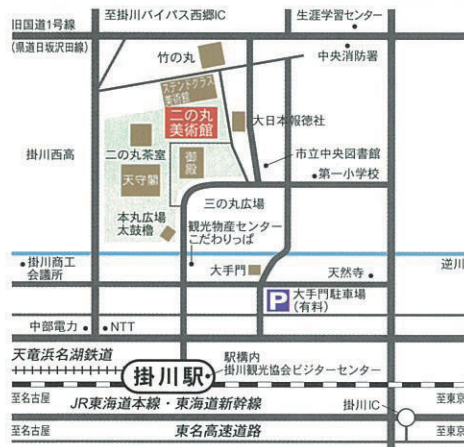 至掛川バイパス西郷IC
生涯学習センター
旧国道1号線
(県道日坂沢田線)
竹の丸
中央消防署
ステンドグラス
美術館
二の丸
美術館
大日本報徳社
掛川西高
二の丸茶室
御殿
市立中央図書館
天守閣
第一小学校
三の丸広場
本丸広場
太鼓櫓
観光物産センター
こだわりっぱ
掛川商工
会議所
大手門
天然寺
逆川
P
大手門駐車場
(有料)
中部電力
NTT
天竜浜名湖鉄道
駅構内
掛川観光協会ビジターセンター
掛川駅
至名古屋
JR東海道本線・東海道新幹線
掛川IC
至東京
至名古屋
東名高速道路
至東京